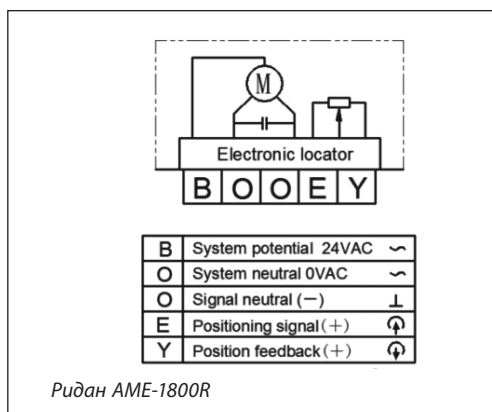 M
Electronic locator
B O O E Y
B System potential 24VAC ~
O System neutral 0VAC ~
O Signal neutral (−) ⊥
E Positioning signal (+)
Y Position feedback (+)
Ридан AME-1800R